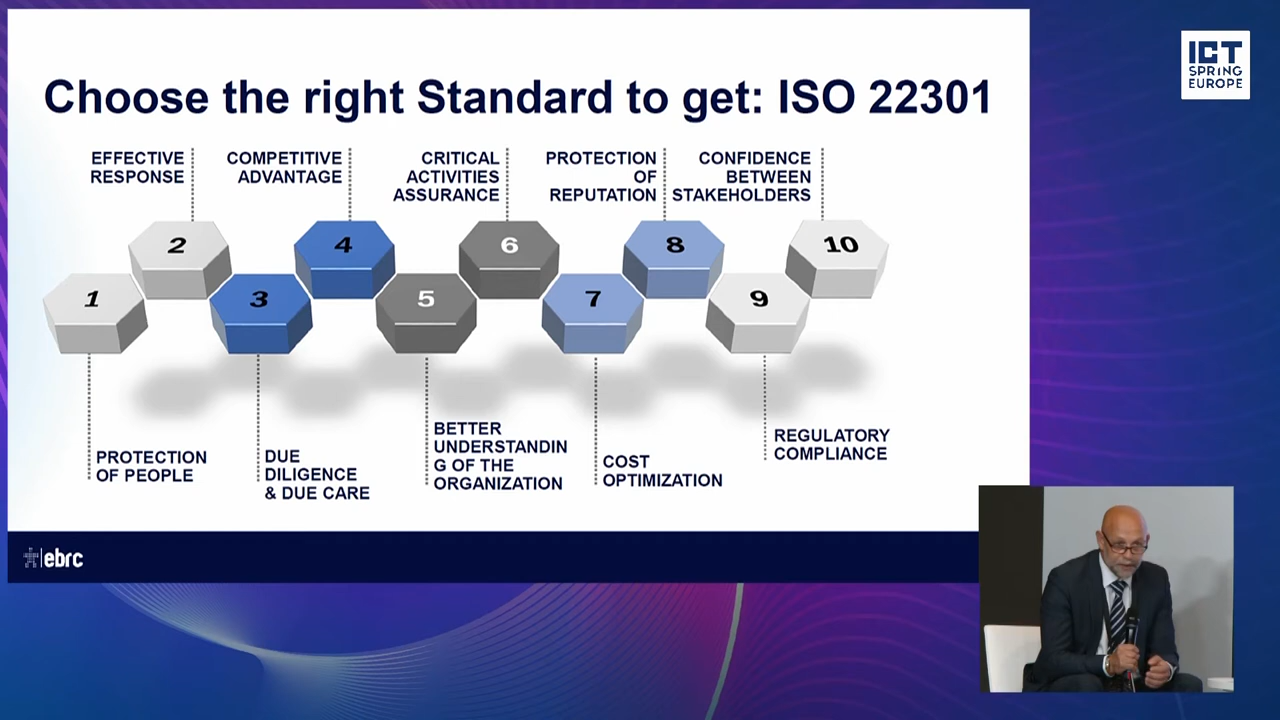 Choose the right Standard to get: ISO 22301
EFFECTIVE
RESPONSE
COMPETITIVE
ADVANTAGE
CRITICAL
ACTIVITIES
ASSURANCE
PROTECTION
OF
REPUTATION
CONFIDENCE
BETWEEN
STAKEHOLDERS
2
4
6
8
10
1
3
5
7
9
PROTECTION
OF PEOPLE
DUE
DILIGENCE
& DUE CARE
BETTER
UNDERSTANDIN
G OF THE
ORGANIZATION
COST
OPTIMIZATION
REGULATORY
COMPLIANCE
ebrc
ICT
SPRING
EUROPE